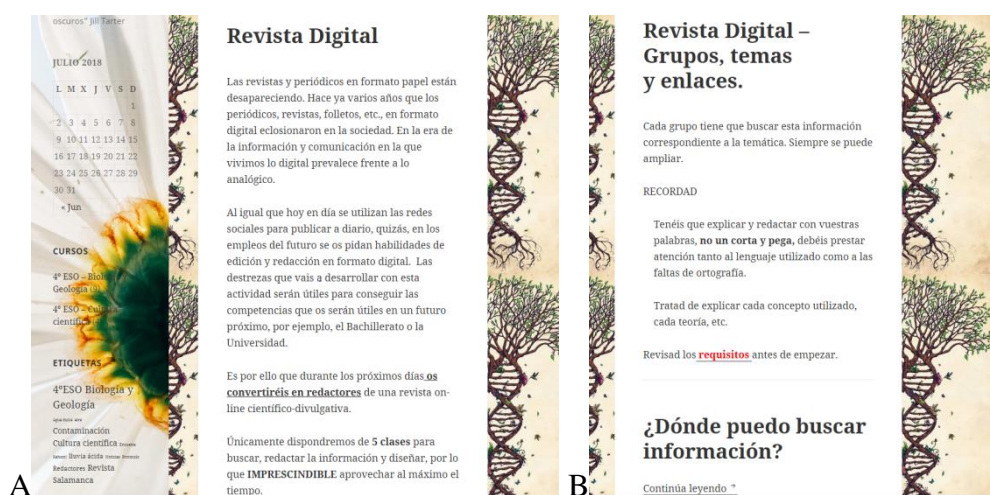 oscuros" Jill Tarter
JULIO 2018
L M X J V S D
1
2 3 4 5 6 7 8
9 10 11 12 13 14 15
16 17 18 19 20 21 22
23 24 25 26 27 28 29
30 31
« Jun
CURSOS
4º ESO – Biología
Geología
4º ESO – Cultura
científica
ETIQUETAS
4ºESO Biología y
Geología
Contaminación
Cultura científica
lluvia ácida
Redactores Revista
Salamanca
A
Revista Digital
Las revistas y periódicos en formato papel están
desapareciendo. Hace ya varios años que los
periódicos, revistas, folletos, etc., en formato
digital eclosionaron en la sociedad. En la era de
la información y comunicación en la que
vivimos lo digital prevalece frente a lo
analógico.
Al igual que hoy en día se utilizan las redes
sociales para publicar a diario, quizás, en los
empleos del futuro se os pidan habilidades de
edición y redacción en formato digital. Las
destrezas que vais a desarrollar con esta
actividad serán útiles para conseguir las
competencias que os serán útiles en un futuro
próximo, por ejemplo, el Bachillerato o la
Universidad.
Es por ello que durante los próximos días os
convertiréis en redactores de una revista on-
line científico-divulgativa.
Únicamente dispondremos de 5 clases para
buscar, redactar la información y diseñar, por lo
que IMPRESCINDIBLE aprovechar al máximo el
tiempo.
B
Revista Digital –
Grupos, temas
y enlaces.
Cada grupo tiene que buscar esta información
correspondiente a la temática. Siempre se puede
ampliar.
RECORDAD
Tenéis que explicar y redactar con vuestras
palabras, no un corta y pega, debéis prestar
atención tanto al lenguaje utilizado como a las
faltas de ortografía.
Tratad de explicar cada concepto utilizado,
cada teoría, etc.
Revisad los requisitos antes de empezar.
¿Dónde puedo buscar
información?
Continúa leyendo →